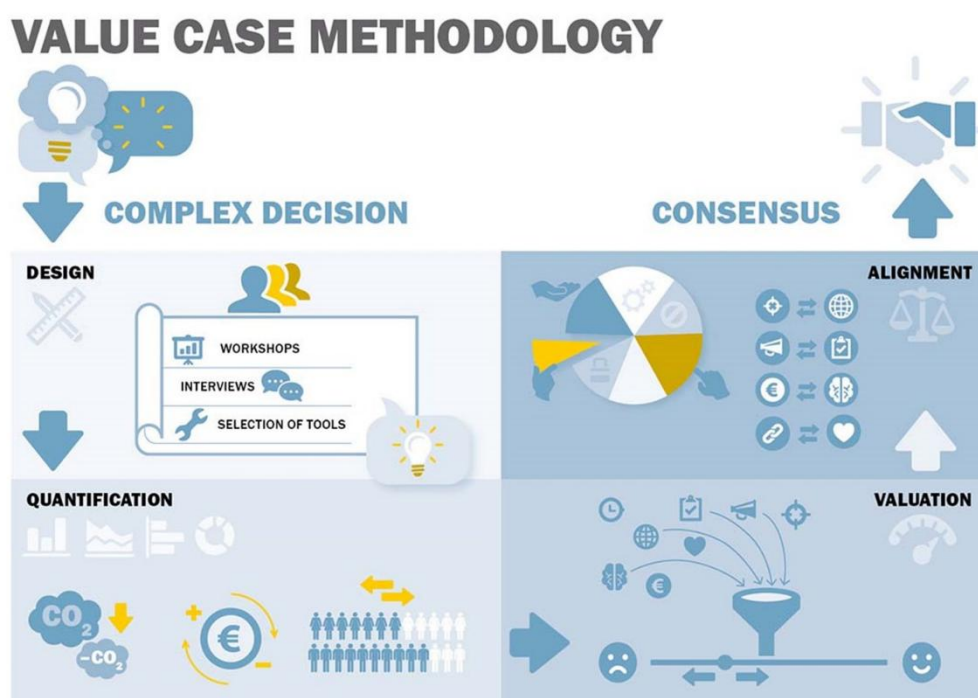 VALUE CASE METHODOLOGY
COMPLEX DECISION
CONSENSUS
DESIGN
WORKSHOPS
INTERVIEWS
SELECTION OF TOOLS
ALIGNMENT
€
QUANTIFICATION
CO₂
-CO₂
+
€
-
VALUATION
€